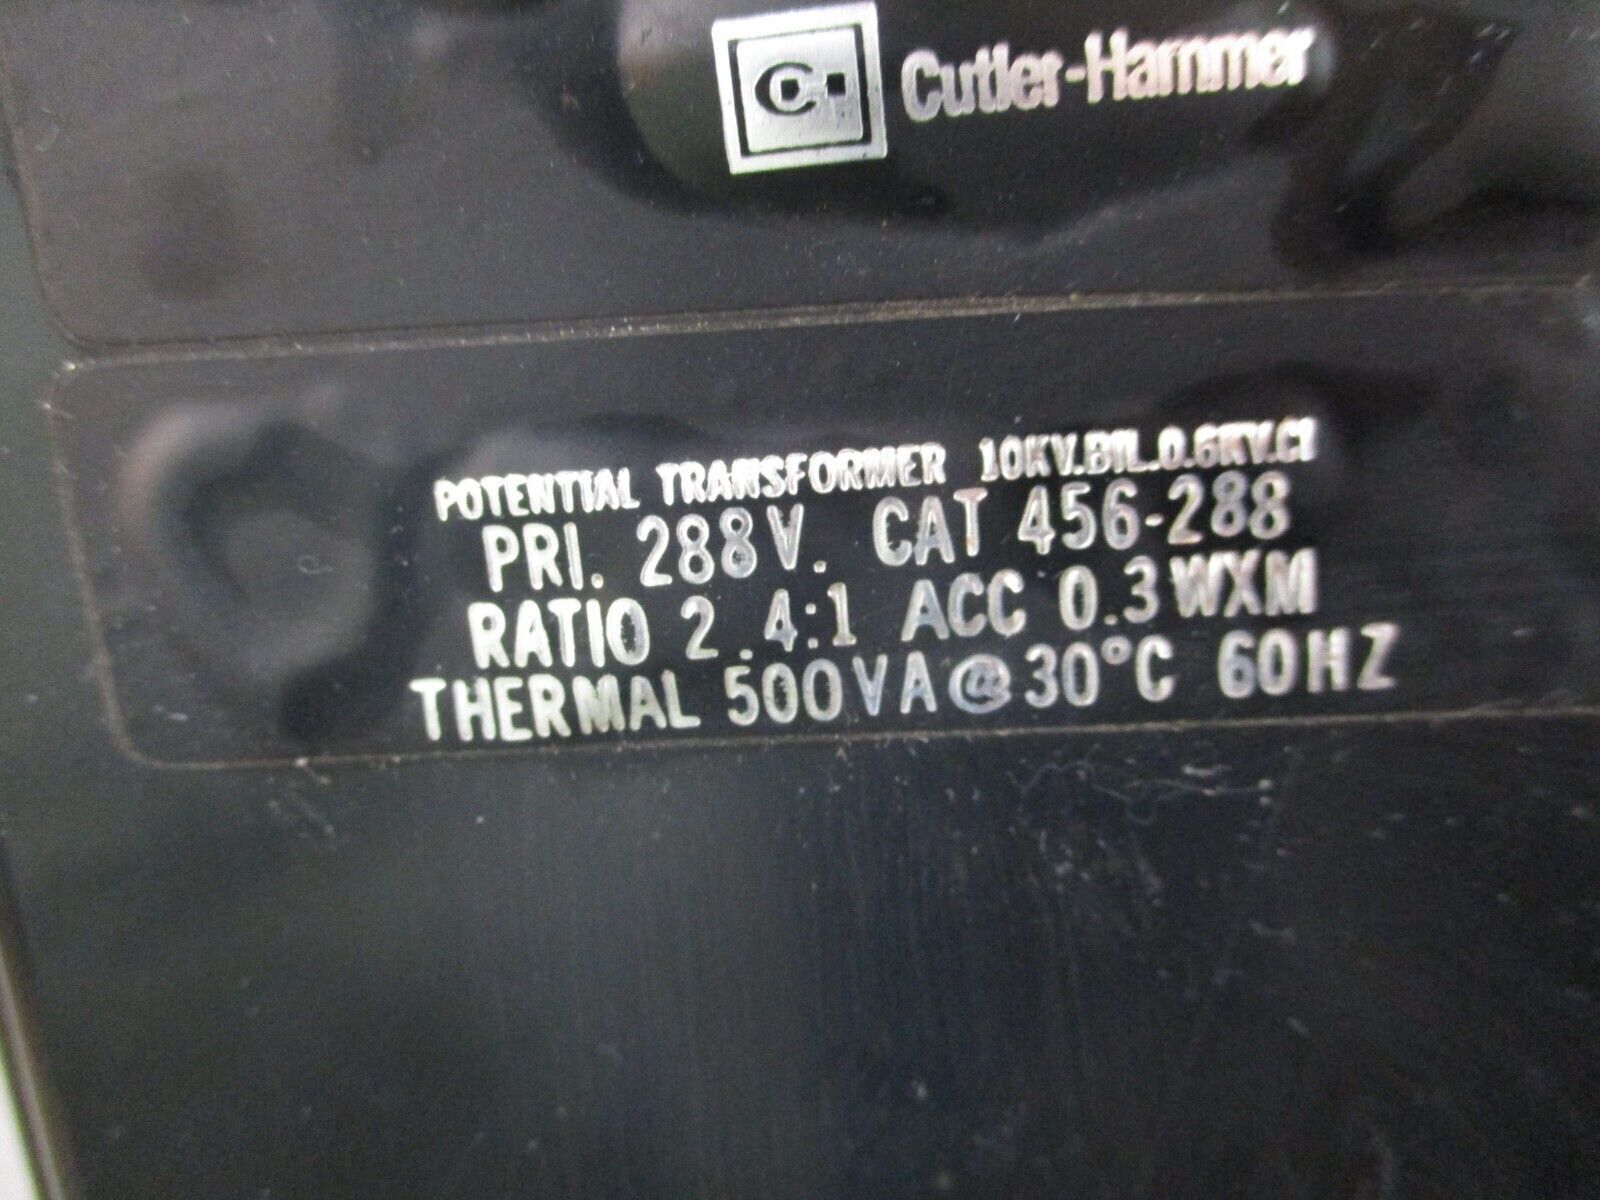 Cutler-Hammer
POTENTIAL TRANSFORMER 10KV.BIL.0.6KV.CI
PRI. 288V. CAT 456-288
RATIO 2.4:1 ACC 0.3WXM
THERMAL 500VA@30°C 60HZ